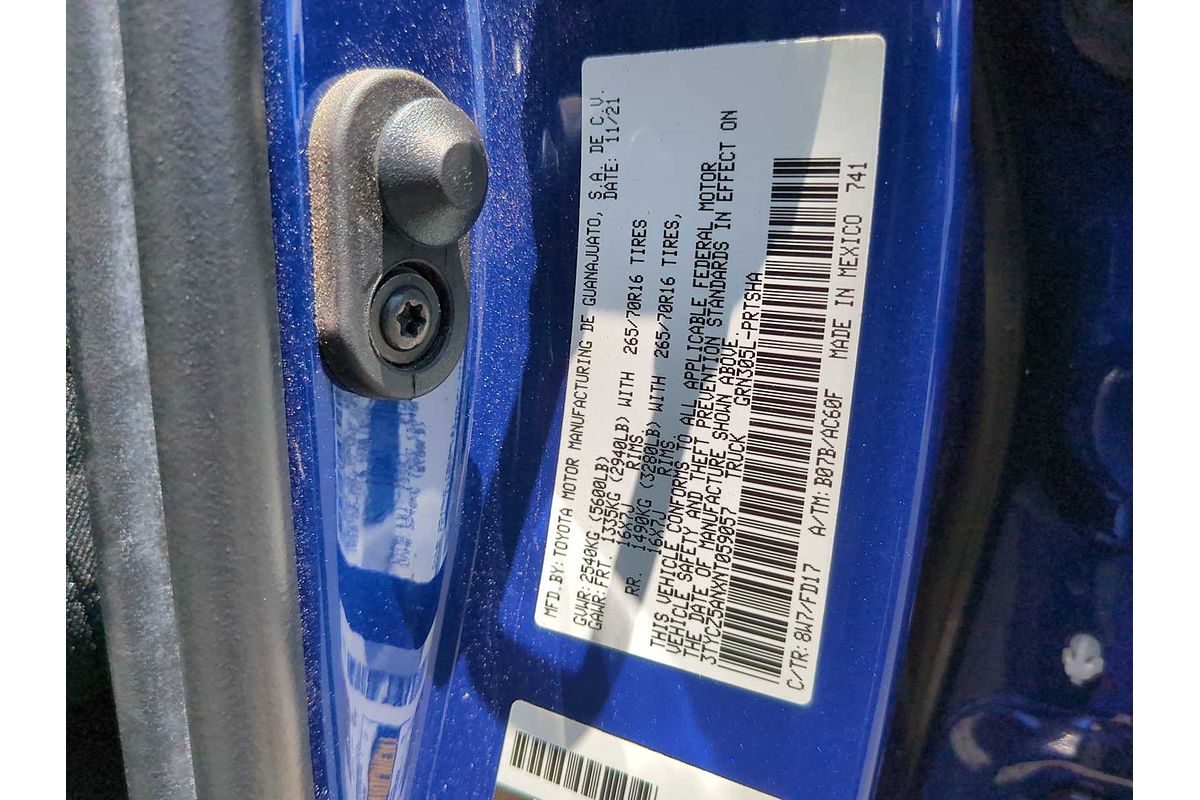 MFD.BY:TOYOTA MOTOR MANUFACTURING DE GUANAJUATO, S.A. DE C.V.
DATE: 11/21
GVWR:2540KG (5600LB)
GAWR:FRT. 1335KG (2940LB) WITH 265/70R16 TIRES
16X7J RIMS,
RR. 1490KG (3280LB) WITH 265/70R16 TIRES,
16X7J RIMS.
THIS VEHICLE CONFORMS TO ALL APPLICABLE FEDERAL MOTOR
VEHICLE SAFETY AND THEFT PREVENTION STANDARDS IN EFFECT ON
THE DATE OF MANUFACTURE SHOWN ABOVE.
3TYCZ5ANXNT059057 TRUCK GRN305L-PRTSHA
C/TR:8W7/FD17 A/TM:B07B/AC60F MADE IN MEXICO 741